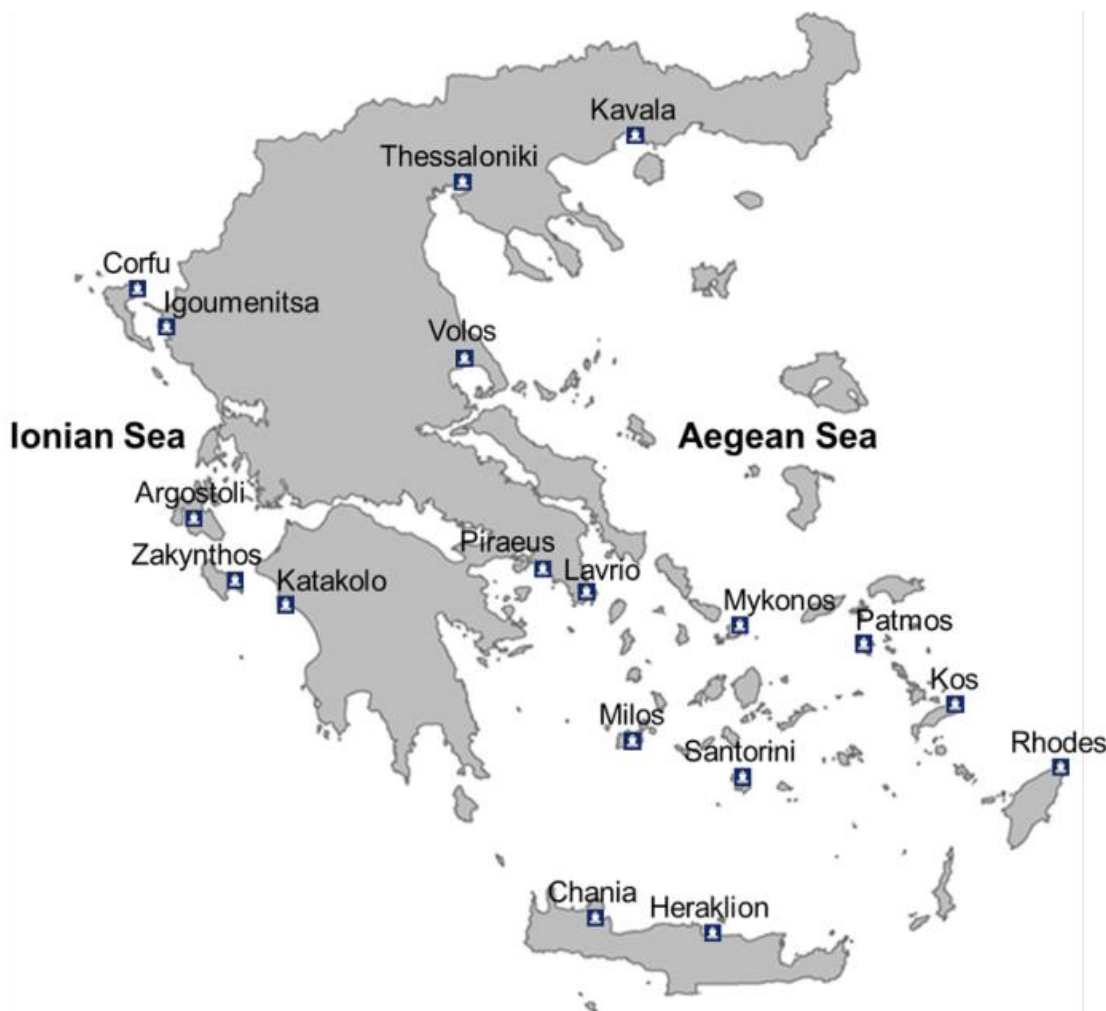 Kavala
Thessaloniki
Corfu
Igoumenitsa
Volos
Ionian Sea
Aegean Sea
Argostoli
Piraeus
Zakynthos
Lavrio
Katakolo
Mykonos
Patmos
Kos
Milos
Santorini
Rhodes
Chania
Heraklion